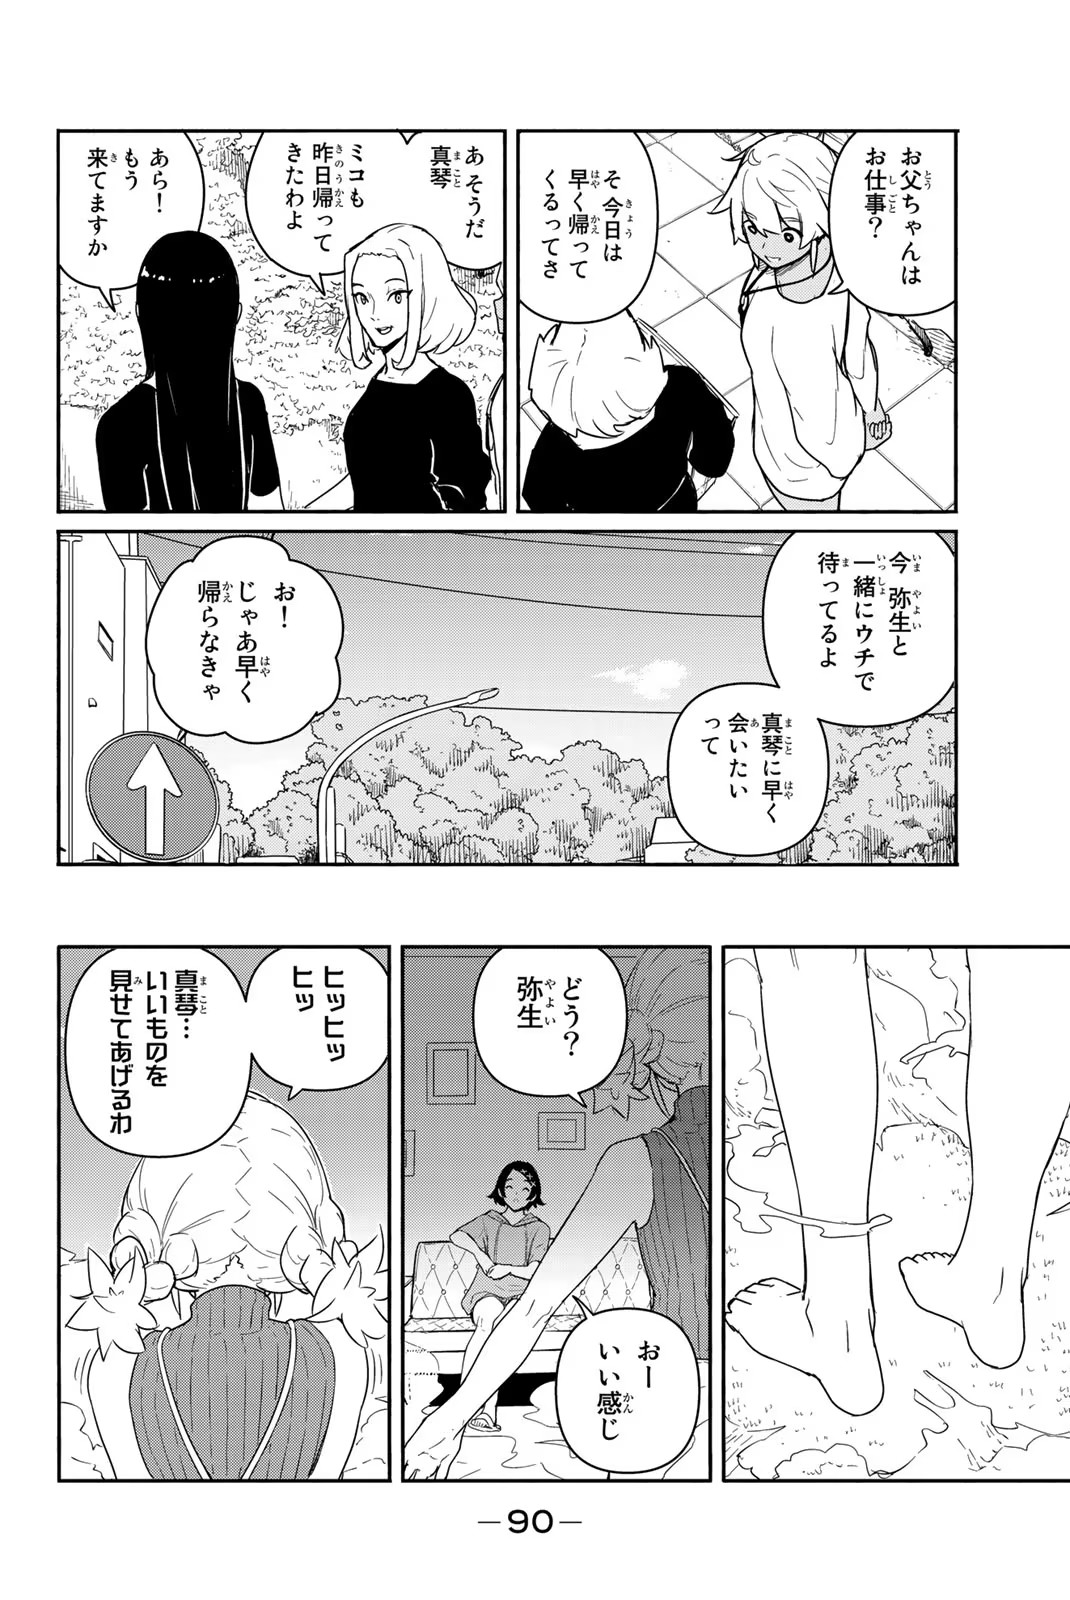 お父ちゃんは
お仕事？
そ 今日は
早く帰って
くるってさ
あ そうだ
真琴
ミコも
昨日帰って
きたわよ
あら！
もう
来てますか
今 弥生と
一緒にウチで
待ってるよ
真琴に早く
会いたい
って
お！
じゃあ早く
帰らなきゃ
どう？
弥生
おー
いい感じ
ヒッヒッ
ヒッ
真琴…
いいものを
見せてあげるわ
—90—